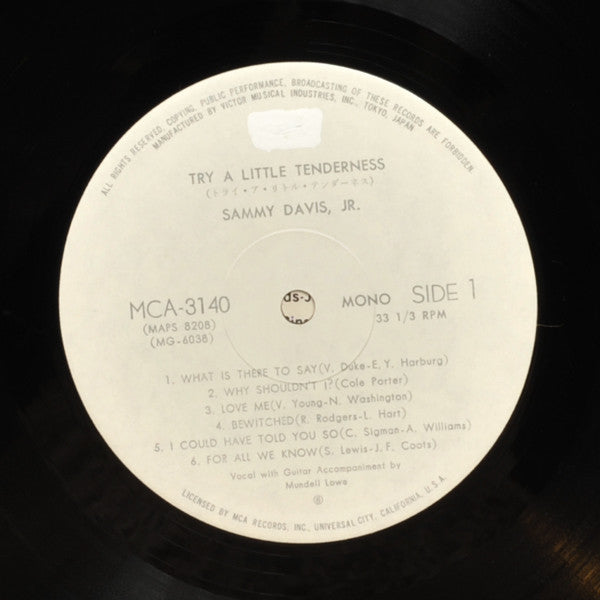 ALL RIGHTS RESERVED, COPYING, PUBLIC PERFORMANCE, BROADCASTING OF THESE RECORDS ARE FORBIDDEN.
MANUFACTURED BY VICTOR MUSICAL INDUSTRIES, INC., TOKYO, JAPAN
TRY A LITTLE TENDERNESS
(トライ・ア・リトル・テンダーネス)
SAMMY DAVIS, JR.
MCA-3140
(MAPS 8208)
(MG-6038)
MONO SIDE 1
33 1/3 RPM
1. WHAT IS THERE TO SAY(V. Duke-E. Y. Harburg)
2. WHY SHOULDN'T I?(Cole Porter)
3. LOVE ME(V. Young-N. Washington)
4. BEWITCHED(R. Rodgers-L. Hart)
5. I COULD HAVE TOLD YOU SO(C. Sigman-A. Williams)
6. FOR ALL WE KNOW(S. Lewis-J. F. Coots)
Vocal with Guitar Accompaniment by
Mundell Lowe
LICENSED BY MCA RECORDS, INC., UNIVERSAL CITY, CALIFORNIA, U.S.A.